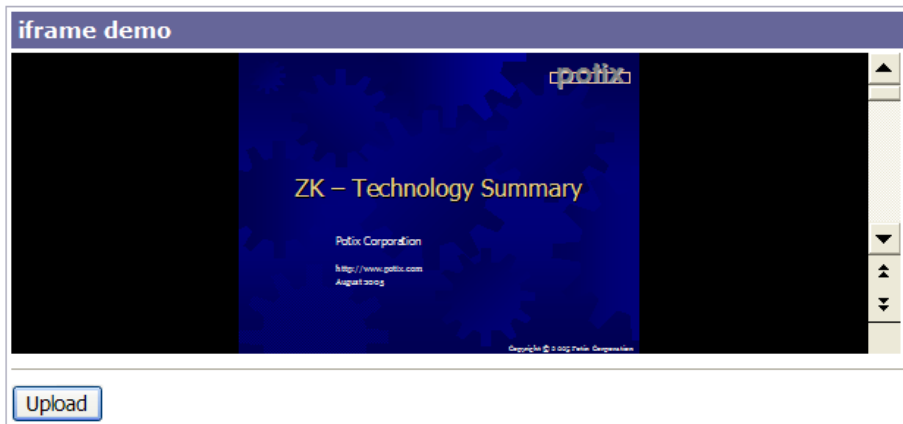 iframe demo
potix
ZK – Technology Summary
Potix Corporation
http://www.potix.com
August 2005
Copyright © 2005 Potix Corporation
Upload